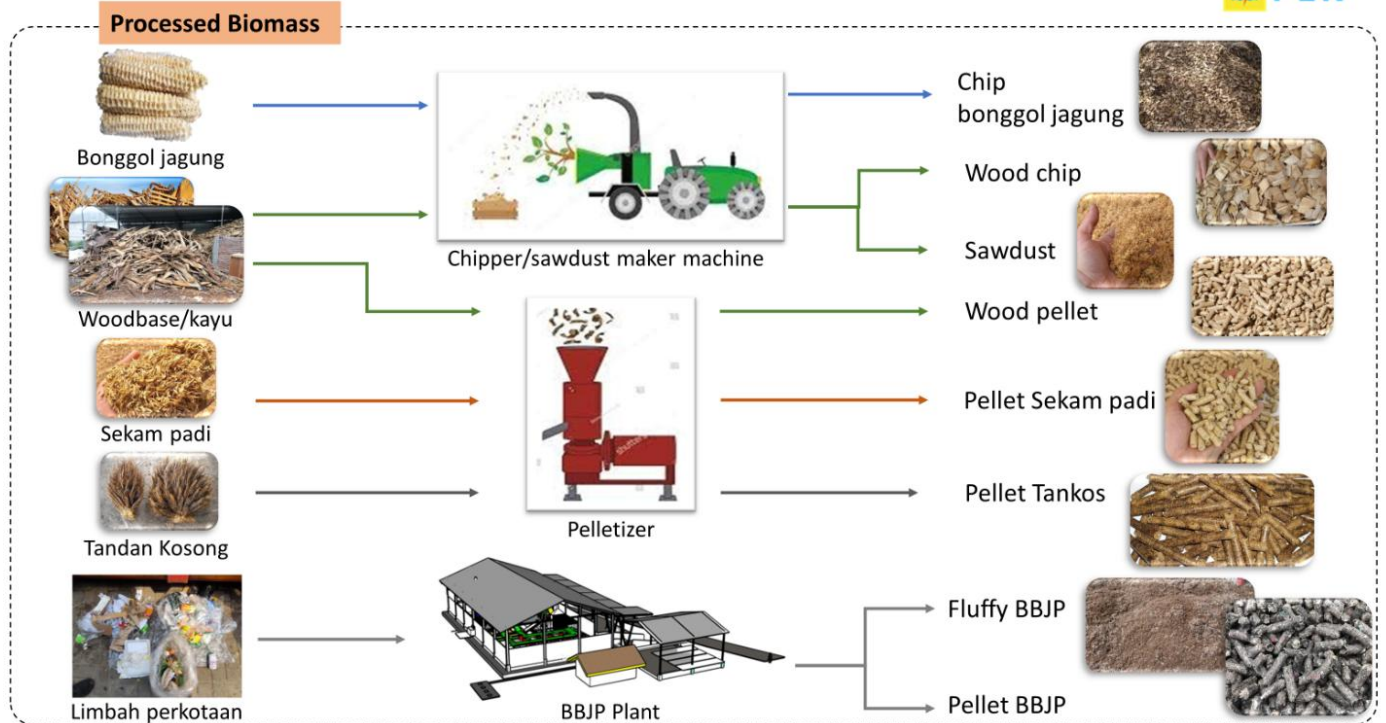 Processed Biomass
Bonggol jagung
Woodbase/kayu
Sekam padi
Tandan Kosong
Limbah perkotaan
Chipper/sawdust maker machine
Pelletizer
BBJP Plant
Chip
bonggol jagung
Wood chip
Sawdust
Wood pellet
Pellet Sekam padi
Pellet Tankos
Fluffy BBJP
Pellet BBJP